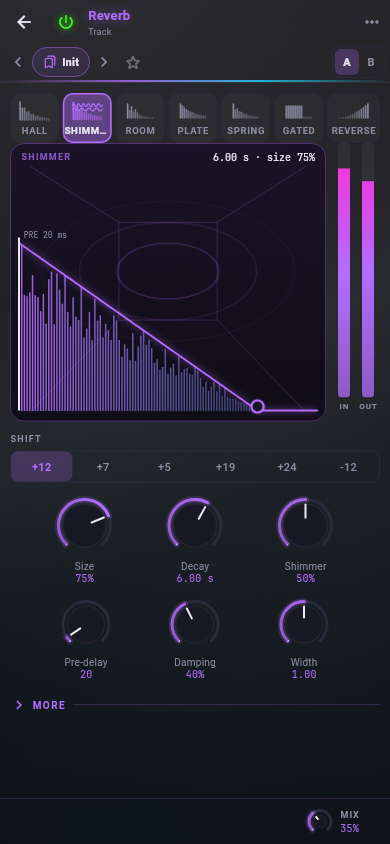 Reverb
Track
Init
A
B
HALL
SHIMM...
ROOM
PLATE
SPRING
GATED
REVERSE
SHIMMER
6.00 s · size 75%
PRE 20 ms
IN
OUT
SHIFT
+12
+7
+5
+19
+24
-12
Size
75%
Decay
6.00 s
Shimmer
50%
Pre-delay
20
Damping
40%
Width
1.00
MORE
MIX
35%